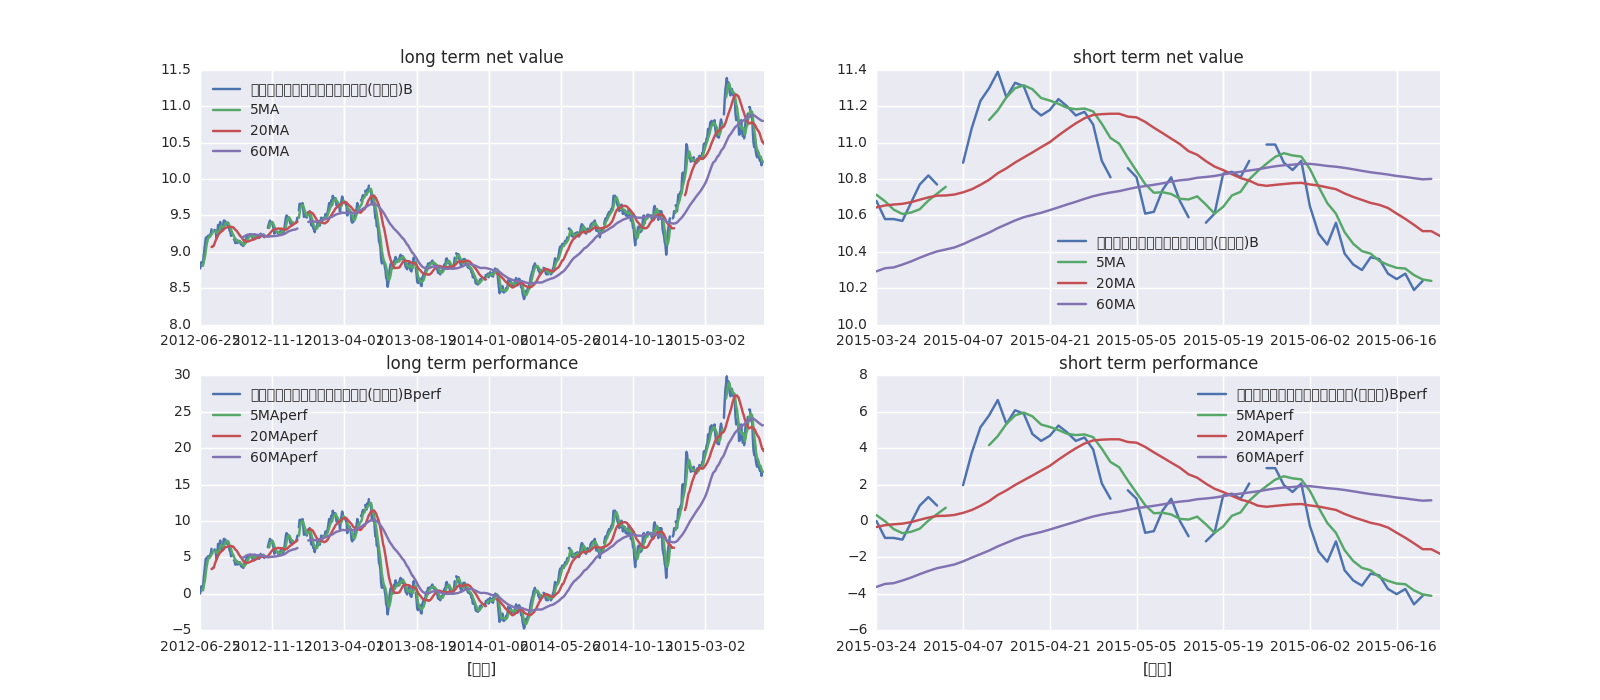 long term net value
11.5
11.0
10.5
10.0
9.5
9.0
8.5
8.0
()B
5MA
20MA
60MA
2012-06-25 2012-11-12 2013-04-01 2013-08-19 2014-01-06 2014-05-26 2014-10-13 2015-03-02
short term net value
11.4
11.2
11.0
10.8
10.6
10.4
10.2
10.0
()B
5MA
20MA
60MA
2015-03-24 2015-04-07 2015-04-21 2015-05-05 2015-05-19 2015-06-02 2015-06-16
long term performance
30
25
20
15
10
5
0
−5
()Bperf
5MAperf
20MAperf
60MAperf
2012-06-25 2012-11-12 2013-04-01 2013-08-19 2014-01-06 2014-05-26 2014-10-13 2015-03-02
[]
short term performance
8
6
4
2
0
−2
−4
−6
()Bperf
5MAperf
20MAperf
60MAperf
2015-03-24 2015-04-07 2015-04-21 2015-05-05 2015-05-19 2015-06-02 2015-06-16
[]